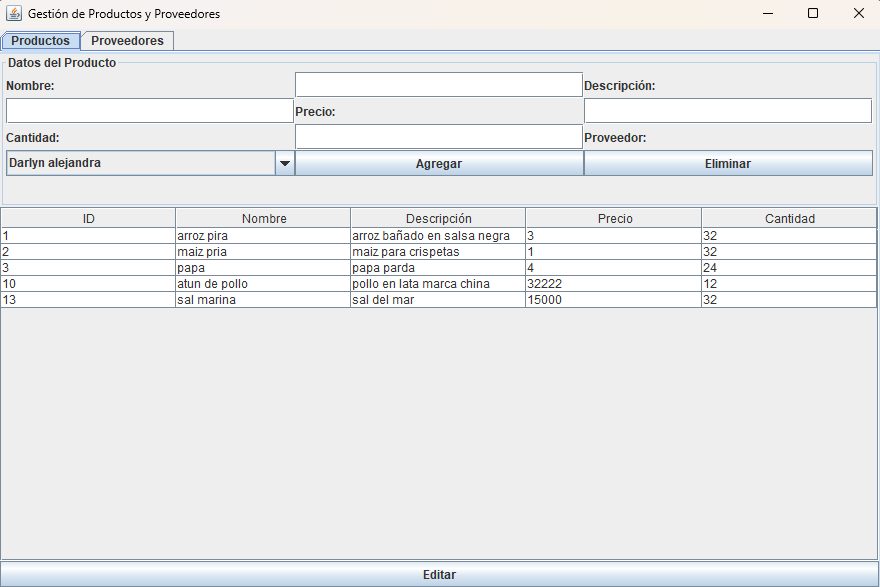 Gestión de Productos y Proveedores
Productos Proveedores
Datos del Producto
Nombre: Descripción:
Precio:
Cantidad: Proveedor:
Darlyn alejandra Agregar Eliminar
ID Nombre Descripción Precio Cantidad
1 arroz pira arroz bañado en salsa negra 3 32
2 maiz pria maiz para crispetas 1 32
3 papa papa parda 4 24
10 atun de pollo pollo en lata marca china 32222 12
13 sal marina sal del mar 15000 32
Editar